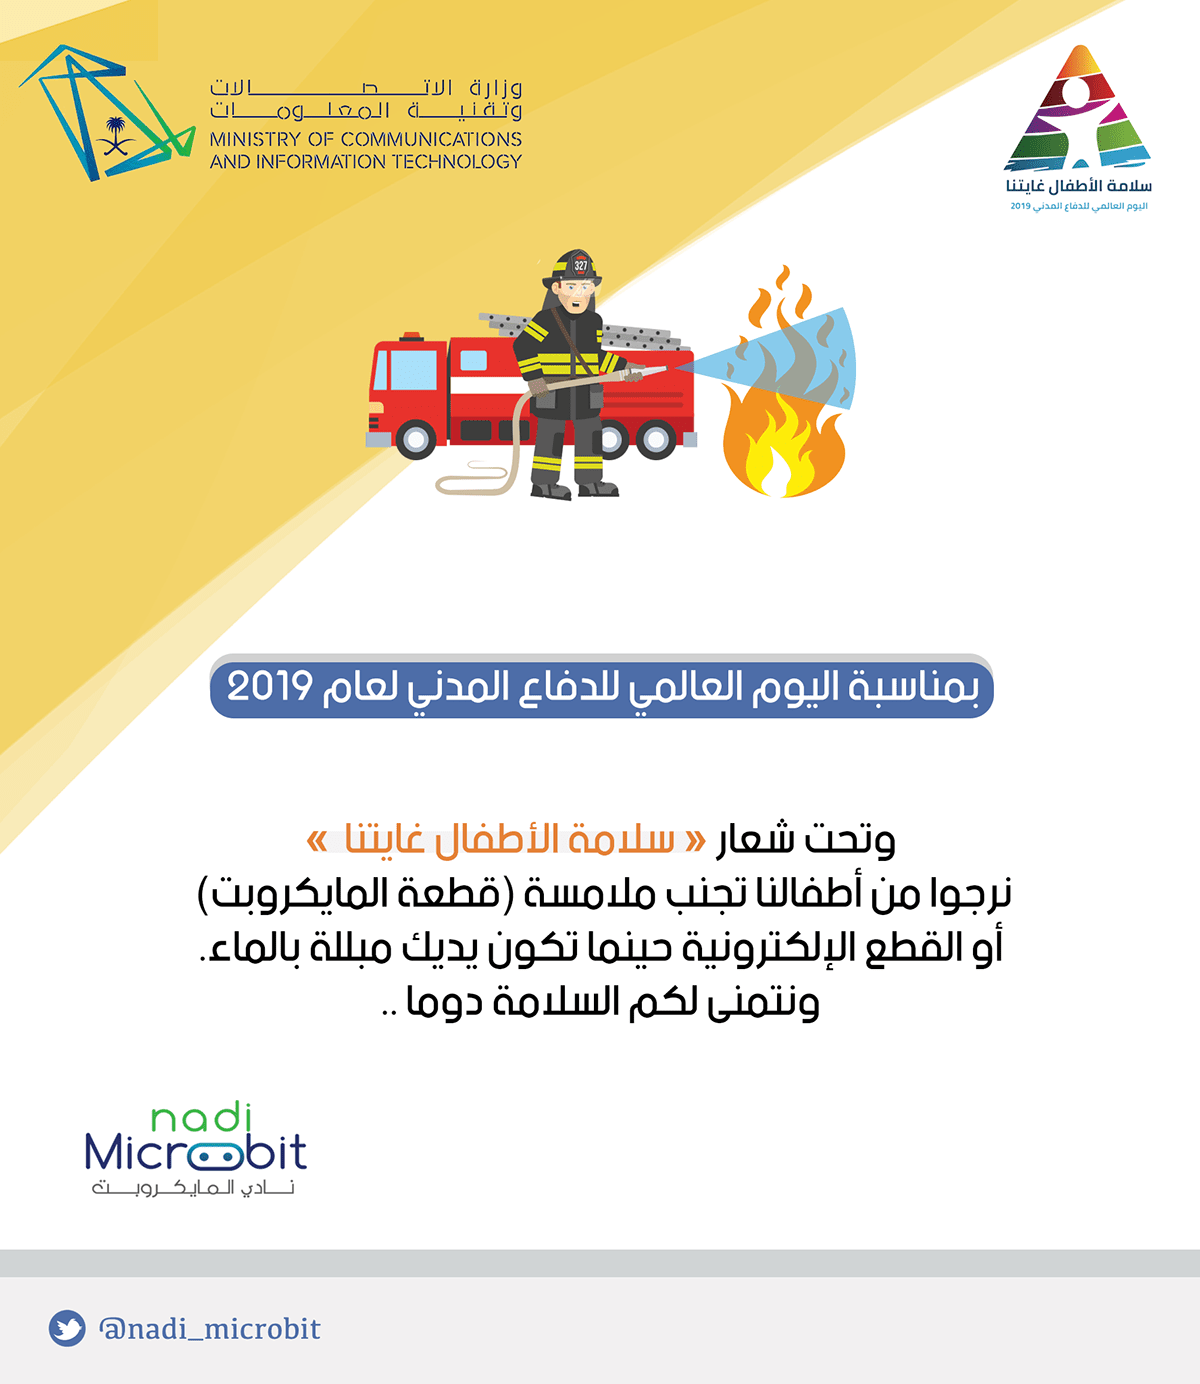 وزارة الاتصالات
وتقنية المعلومات
MINISTRY OF COMMUNICATIONS
AND INFORMATION TECHNOLOGY
سلامة الأطفال غايتنا
اليوم العالمي للدفاع المدني 2019
327
بمناسبة اليوم العالمي للدفاع المدني لعام 2019
وتحت شعار « سلامة الأطفال غايتنا »
نرجوا من أطفالنا تجنب ملامسة (قطعة المايكروبت)
أو القطع الإلكترونية حينما تكون يديك مبللة بالماء.
ونتمنى لكم السلامة دوما ..
nadi
Microbit
نادي المايكروبت
@nadi_microbit